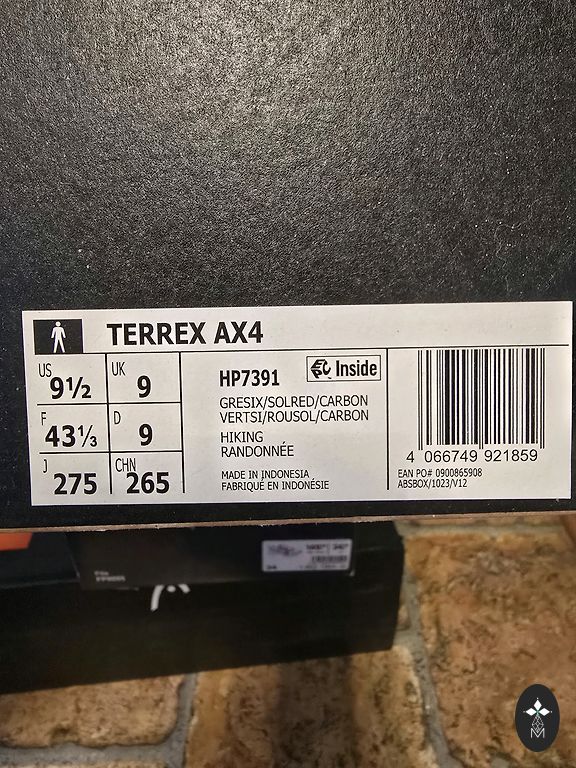 TERREX AX4
US 9½ UK 9
F 43⅓ D 9
J 275 CHN 265
HP7391 Inside
GRESIX/SOLRED/CARBON
VERTSI/ROUSOL/CARBON
HIKING
RANDONNÉE
MADE IN INDONESIA
FABRIQUÉ EN INDONÉSIE
4 066749 921859
EAN PO# 0900865908
ABSBOX/1023/V12